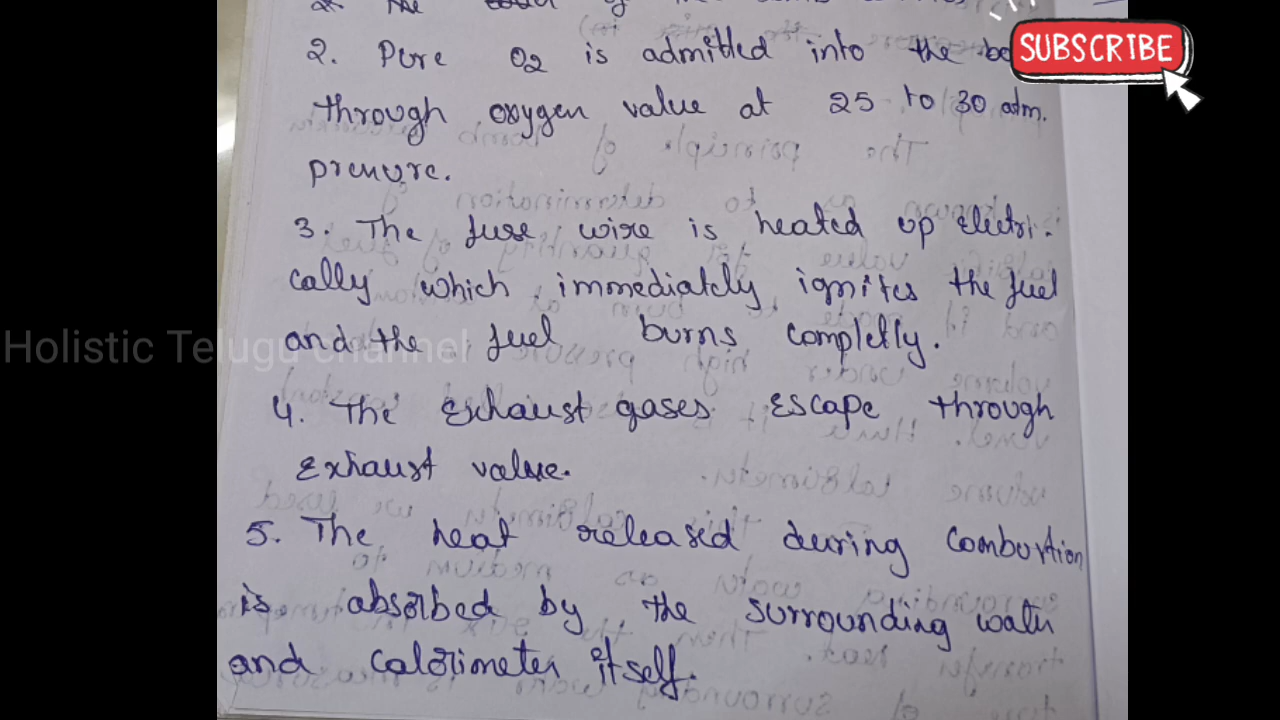 2. Pure O2 is admitted into the
through oxygen value at 25 to 30 atm.
pressure.
3. The fuse wire is heated up electri.
cally which immediately ignites the fuel
and the fuel burns completly.
4. The Exhaust gases Escape through
Exhaust value.
5. The heat released during Combustion
is absorbed by the surrounding water
and calorimeter itself.
SUBSCRIBE
Holistic Telugu channel